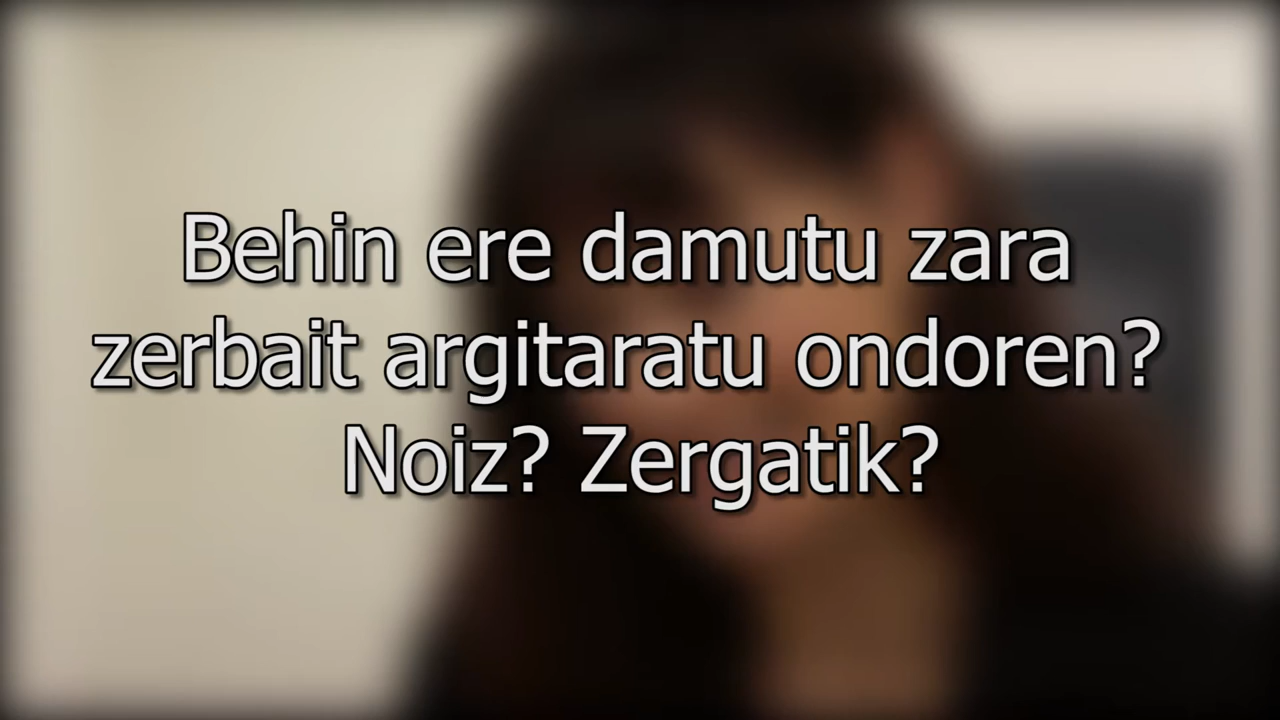 Behin ere damutu zara
zerbait argitaratu ondoren?
Noiz? Zergatik?